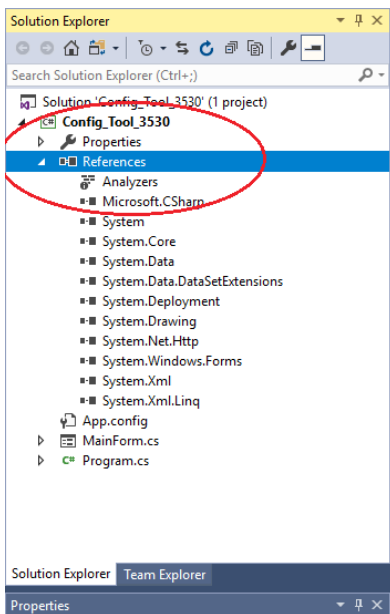 Solution Explorer
Search Solution Explorer (Ctrl+;)
Solution 'Config_Tool_3530' (1 project)
C# Config_Tool_3530
Properties
References
Analyzers
Microsoft.CSharp
System
System.Core
System.Data
System.Data.DataSetExtensions
System.Deployment
System.Drawing
System.Net.Http
System.Windows.Forms
System.Xml
System.Xml.Linq
App.config
MainForm.cs
C# Program.cs
Solution Explorer Team Explorer
Properties